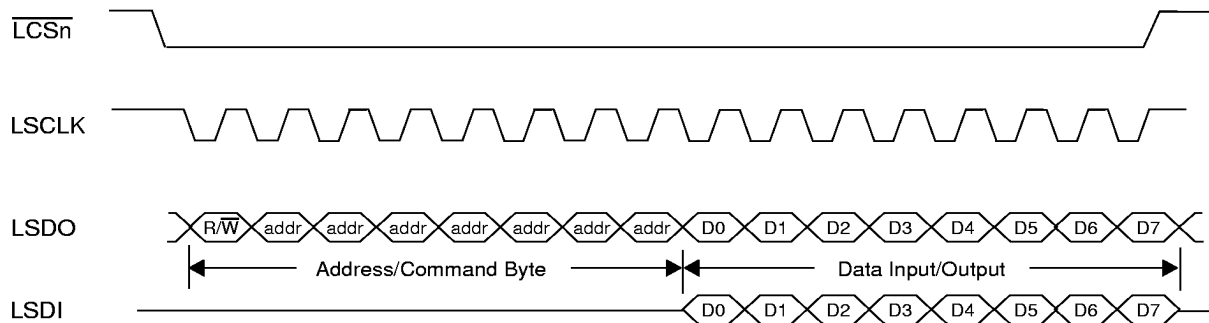 L̅C̅S̅n̅
LSCLK
LSDO R/W̅ addr addr addr addr addr addr addr D0 D1 D2 D3 D4 D5 D6 D7
Address/Command Byte Data Input/Output
LSDI D0 D1 D2 D3 D4 D5 D6 D7